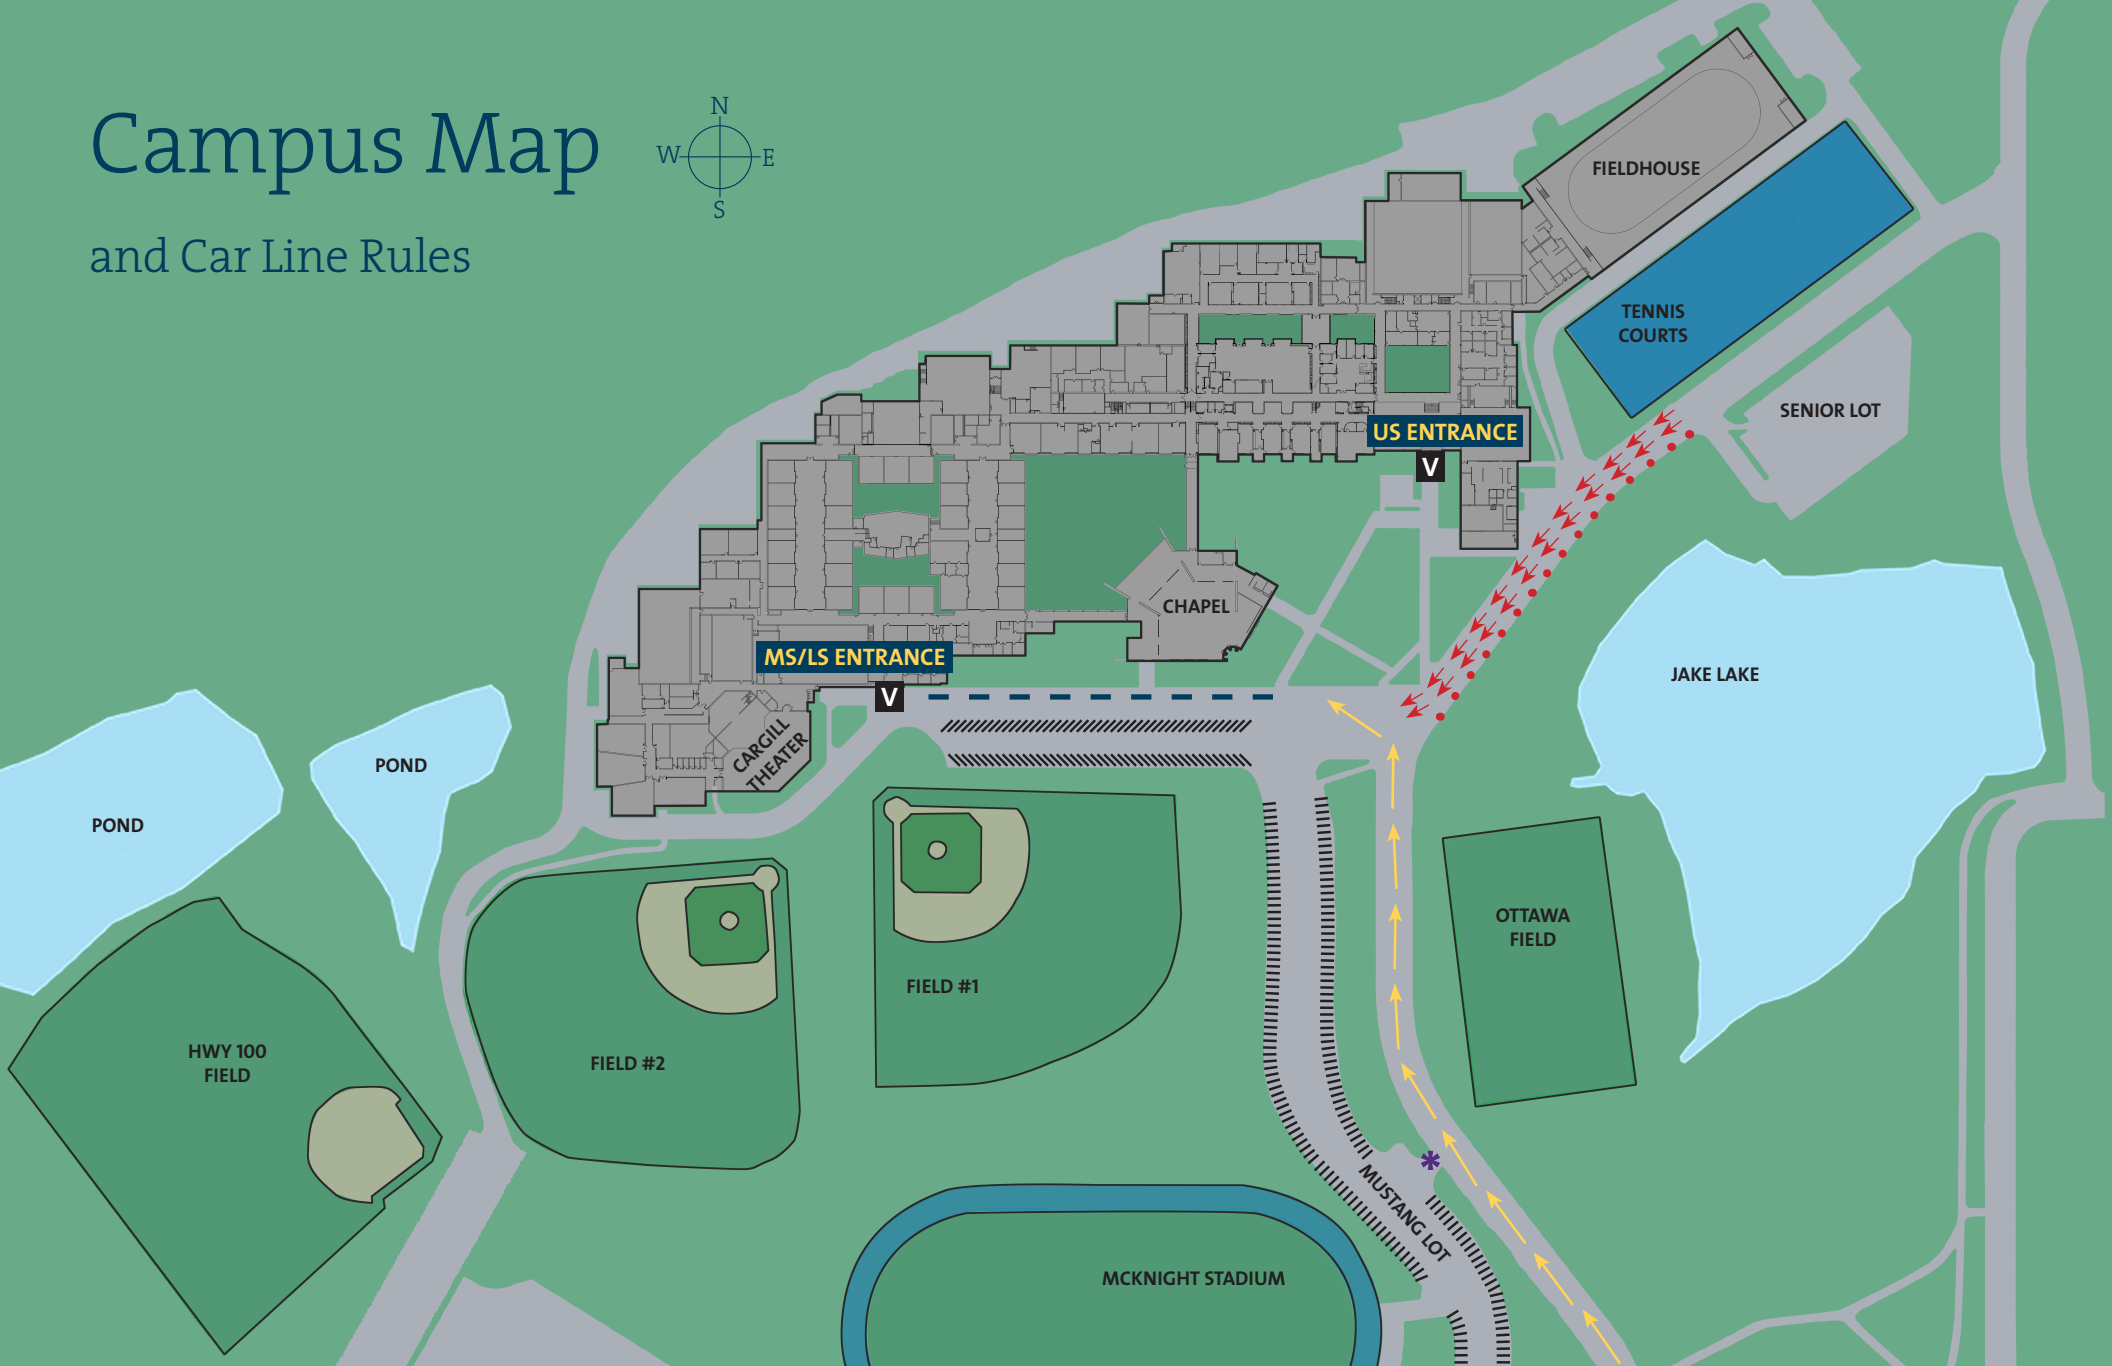 Campus Map
and Car Line Rules
N
W
E
S
FIELDHOUSE
TENNIS
COURTS
SENIOR LOT
US ENTRANCE
V
CHAPEL
MS/LS ENTRANCE
V
JAKE LAKE
CARGILL
THEATER
POND
POND
OTTAWA
FIELD
FIELD #1
HWY 100
FIELD
FIELD #2
*
MUSTANG LOT
MCKNIGHT STADIUM